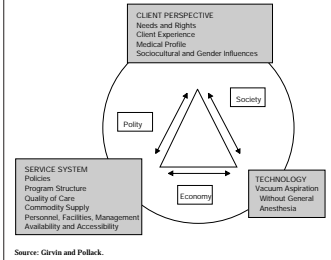 CLIENT PERSPECTIVE
Needs and Rights
Client Experience
Medical Profile
Sociocultural and Gender Influences
Society
Polity
SERVICE SYSTEM
Policies
Program Structure
Quality of Care
Commodity Supply
Personnel, Facilities, Management
Availability and Accessibility
Economy
TECHNOLOGY
Vacuum Aspiration
Without General
Anesthesia
Source: Girvin and Pollack.